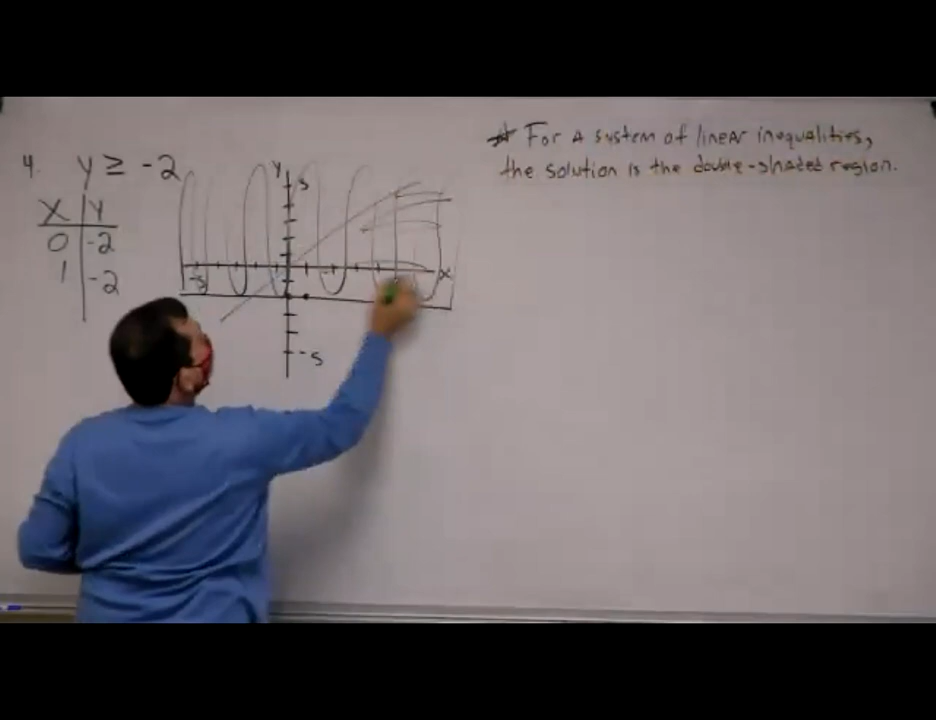 4. y ≥ -2
x | y
0 | -2
1 | -2
y
5
-5
x
-5
* For a system of linear inequalities,
the solution is the double-shaded region.